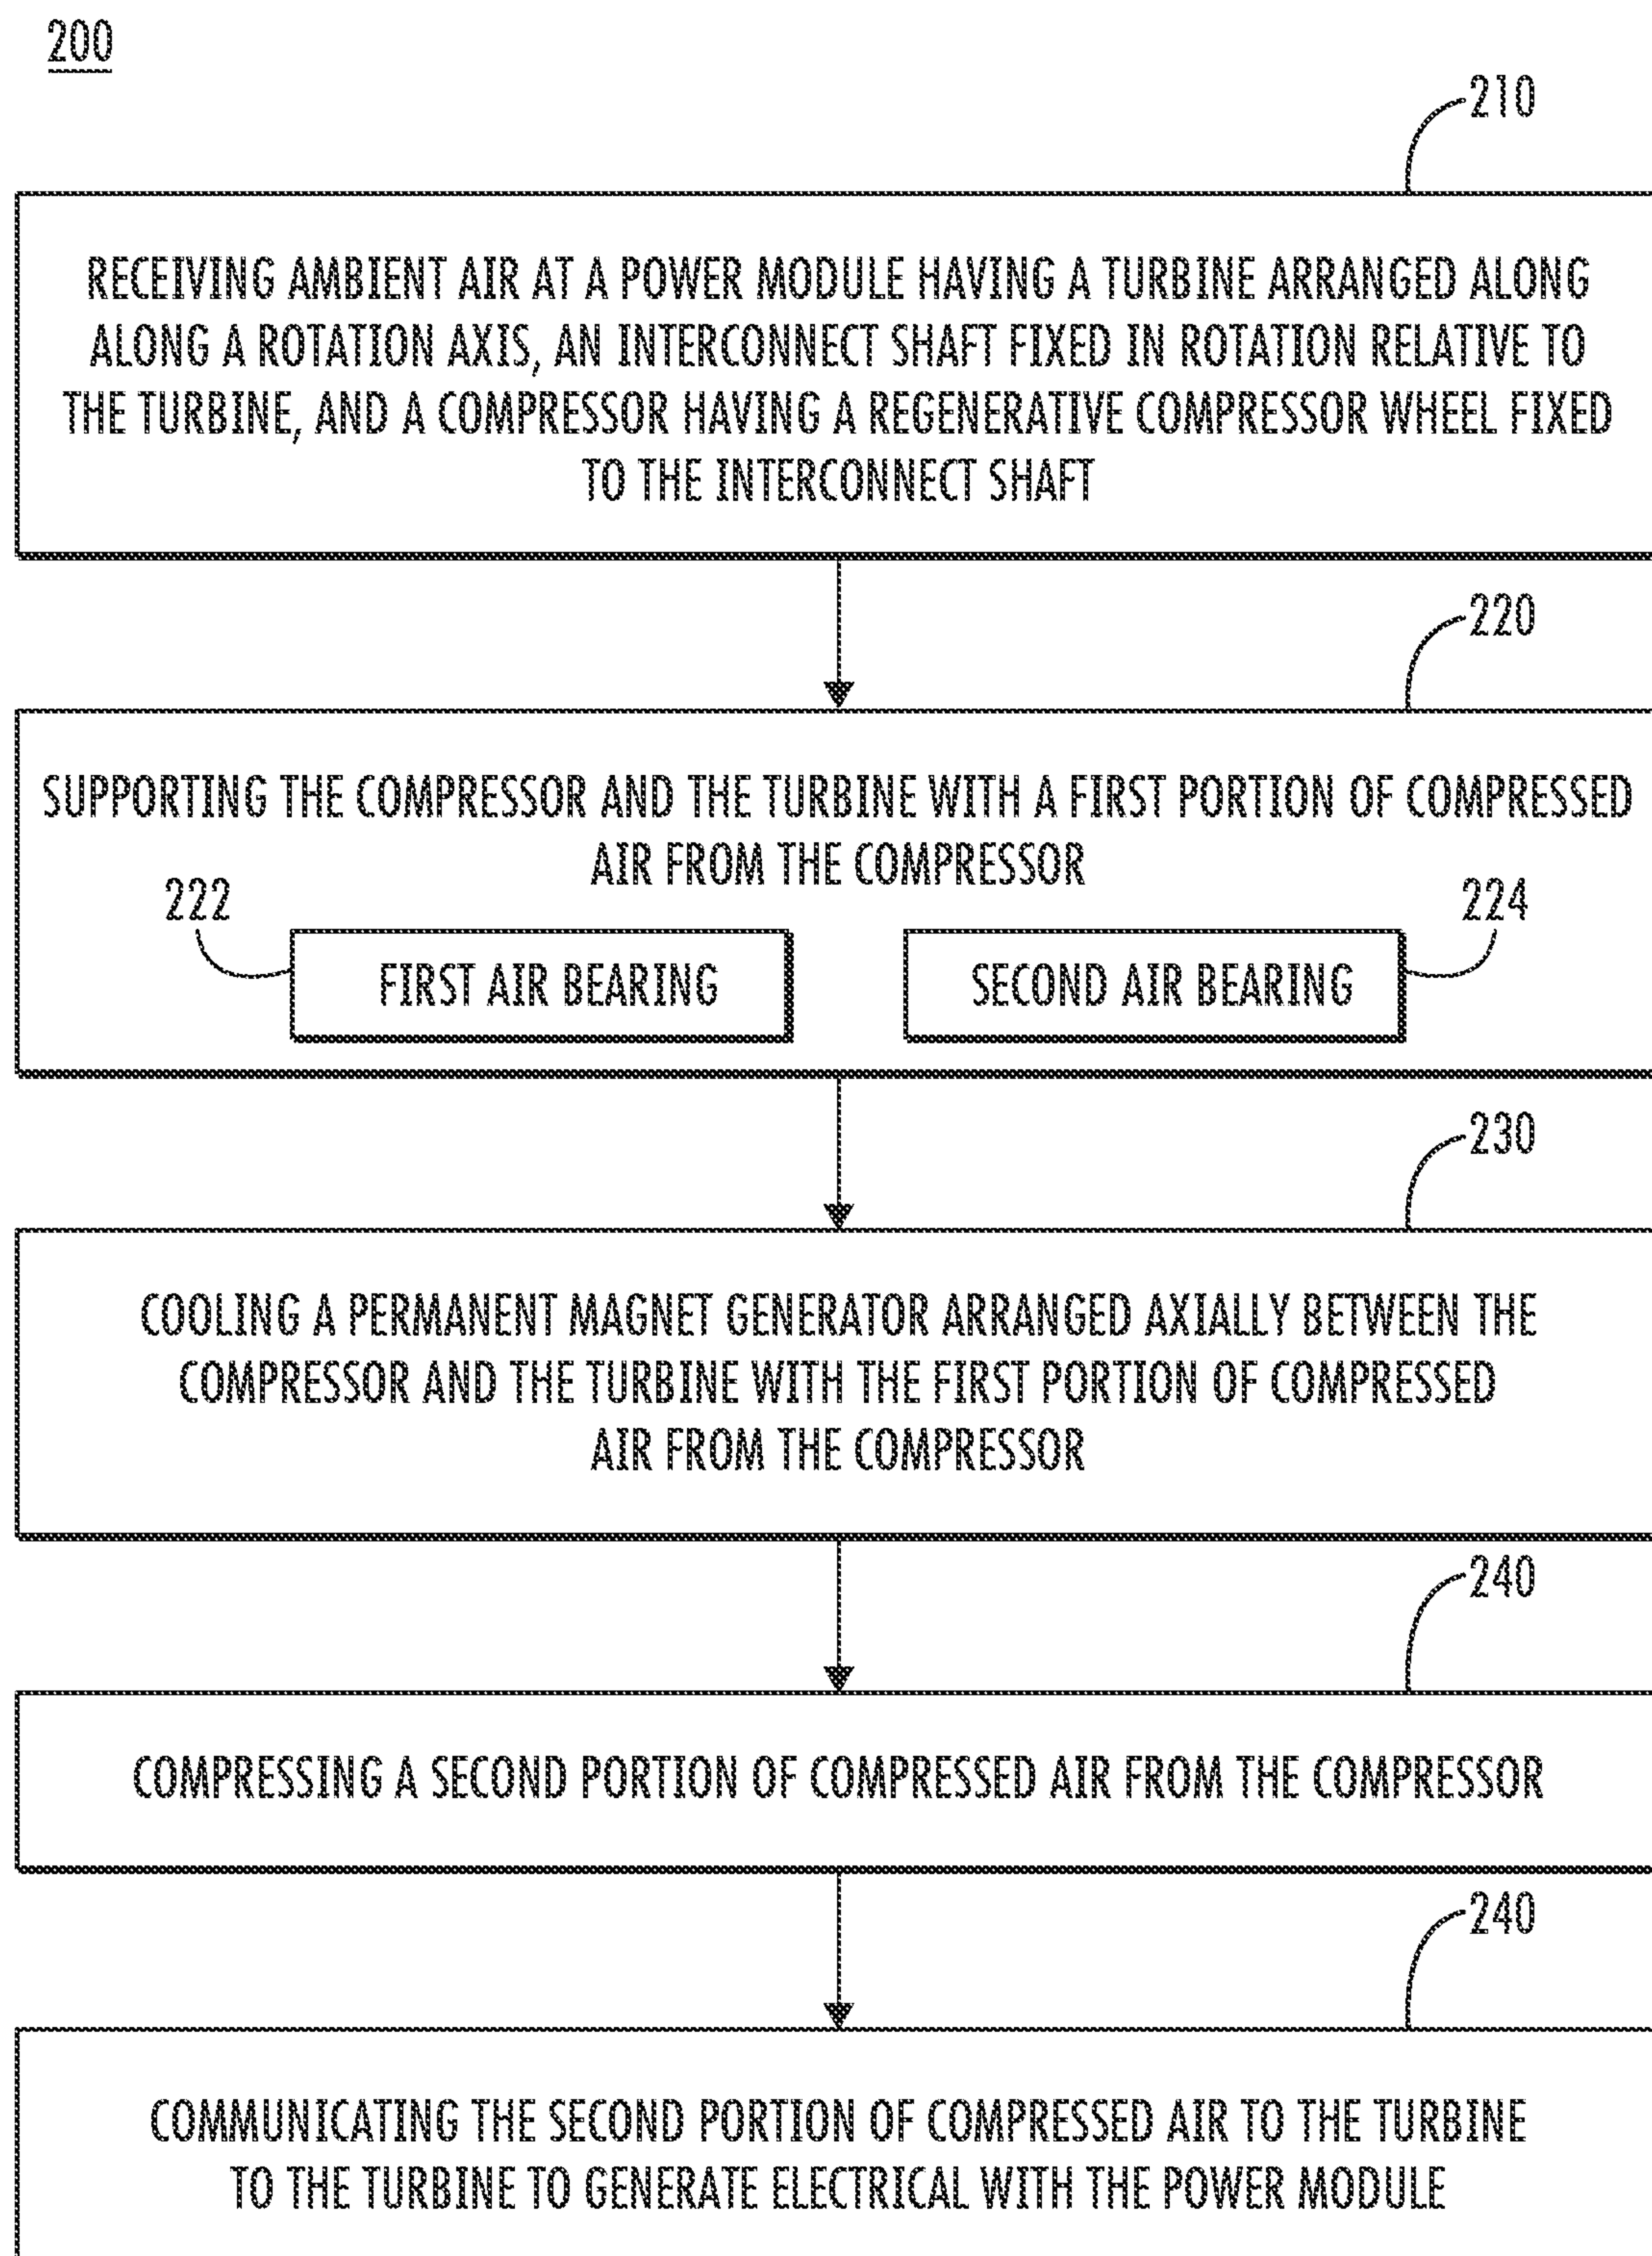 200
210
RECEIVING AMBIENT AIR AT A POWER MODULE HAVING A TURBINE ARRANGED ALONG
ALONG A ROTATION AXIS, AN INTERCONNECT SHAFT FIXED IN ROTATION RELATIVE TO
THE TURBINE, AND A COMPRESSOR HAVING A REGENERATIVE COMPRESSOR WHEEL FIXED
TO THE INTERCONNECT SHAFT
220
SUPPORTING THE COMPRESSOR AND THE TURBINE WITH A FIRST PORTION OF COMPRESSED
AIR FROM THE COMPRESSOR
222
224
FIRST AIR BEARING
SECOND AIR BEARING
230
COOLING A PERMANENT MAGNET GENERATOR ARRANGED AXIALLY BETWEEN THE
COMPRESSOR AND THE TURBINE WITH THE FIRST PORTION OF COMPRESSED
AIR FROM THE COMPRESSOR
240
COMPRESSING A SECOND PORTION OF COMPRESSED AIR FROM THE COMPRESSOR
240
COMMUNICATING THE SECOND PORTION OF COMPRESSED AIR TO THE TURBINE
TO THE TURBINE TO GENERATE ELECTRICAL WITH THE POWER MODULE